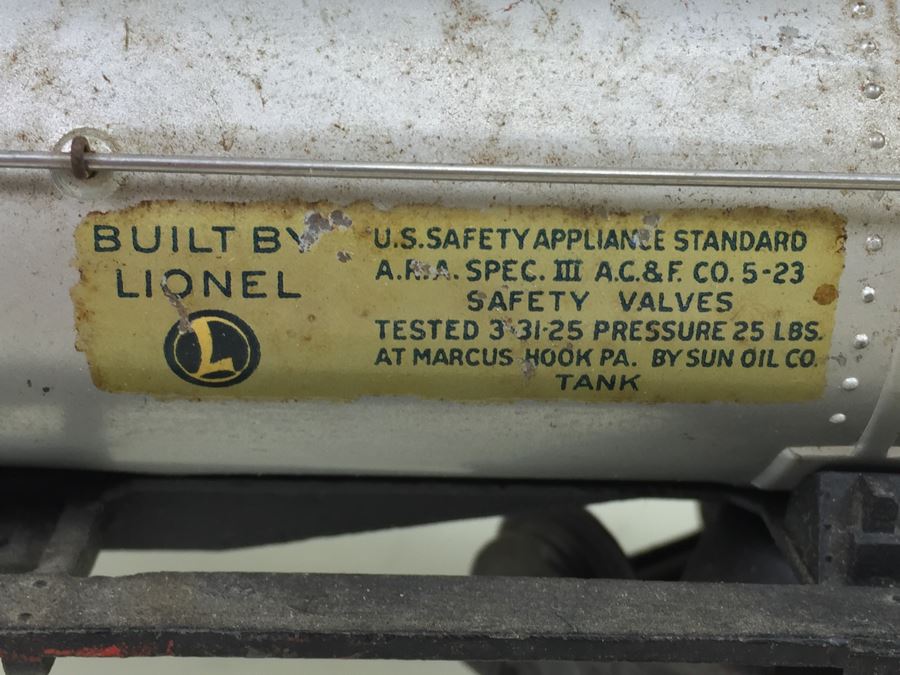 BUILT BY
LIONEL
L
U.S. SAFETY APPLIANCE STANDARD
A.R.A. SPEC. III A.C.&F. CO. 5-23
SAFETY VALVES
TESTED 3-31-25 PRESSURE 25 LBS.
AT MARCUS HOOK PA. BY SUN OIL CO.
TANK